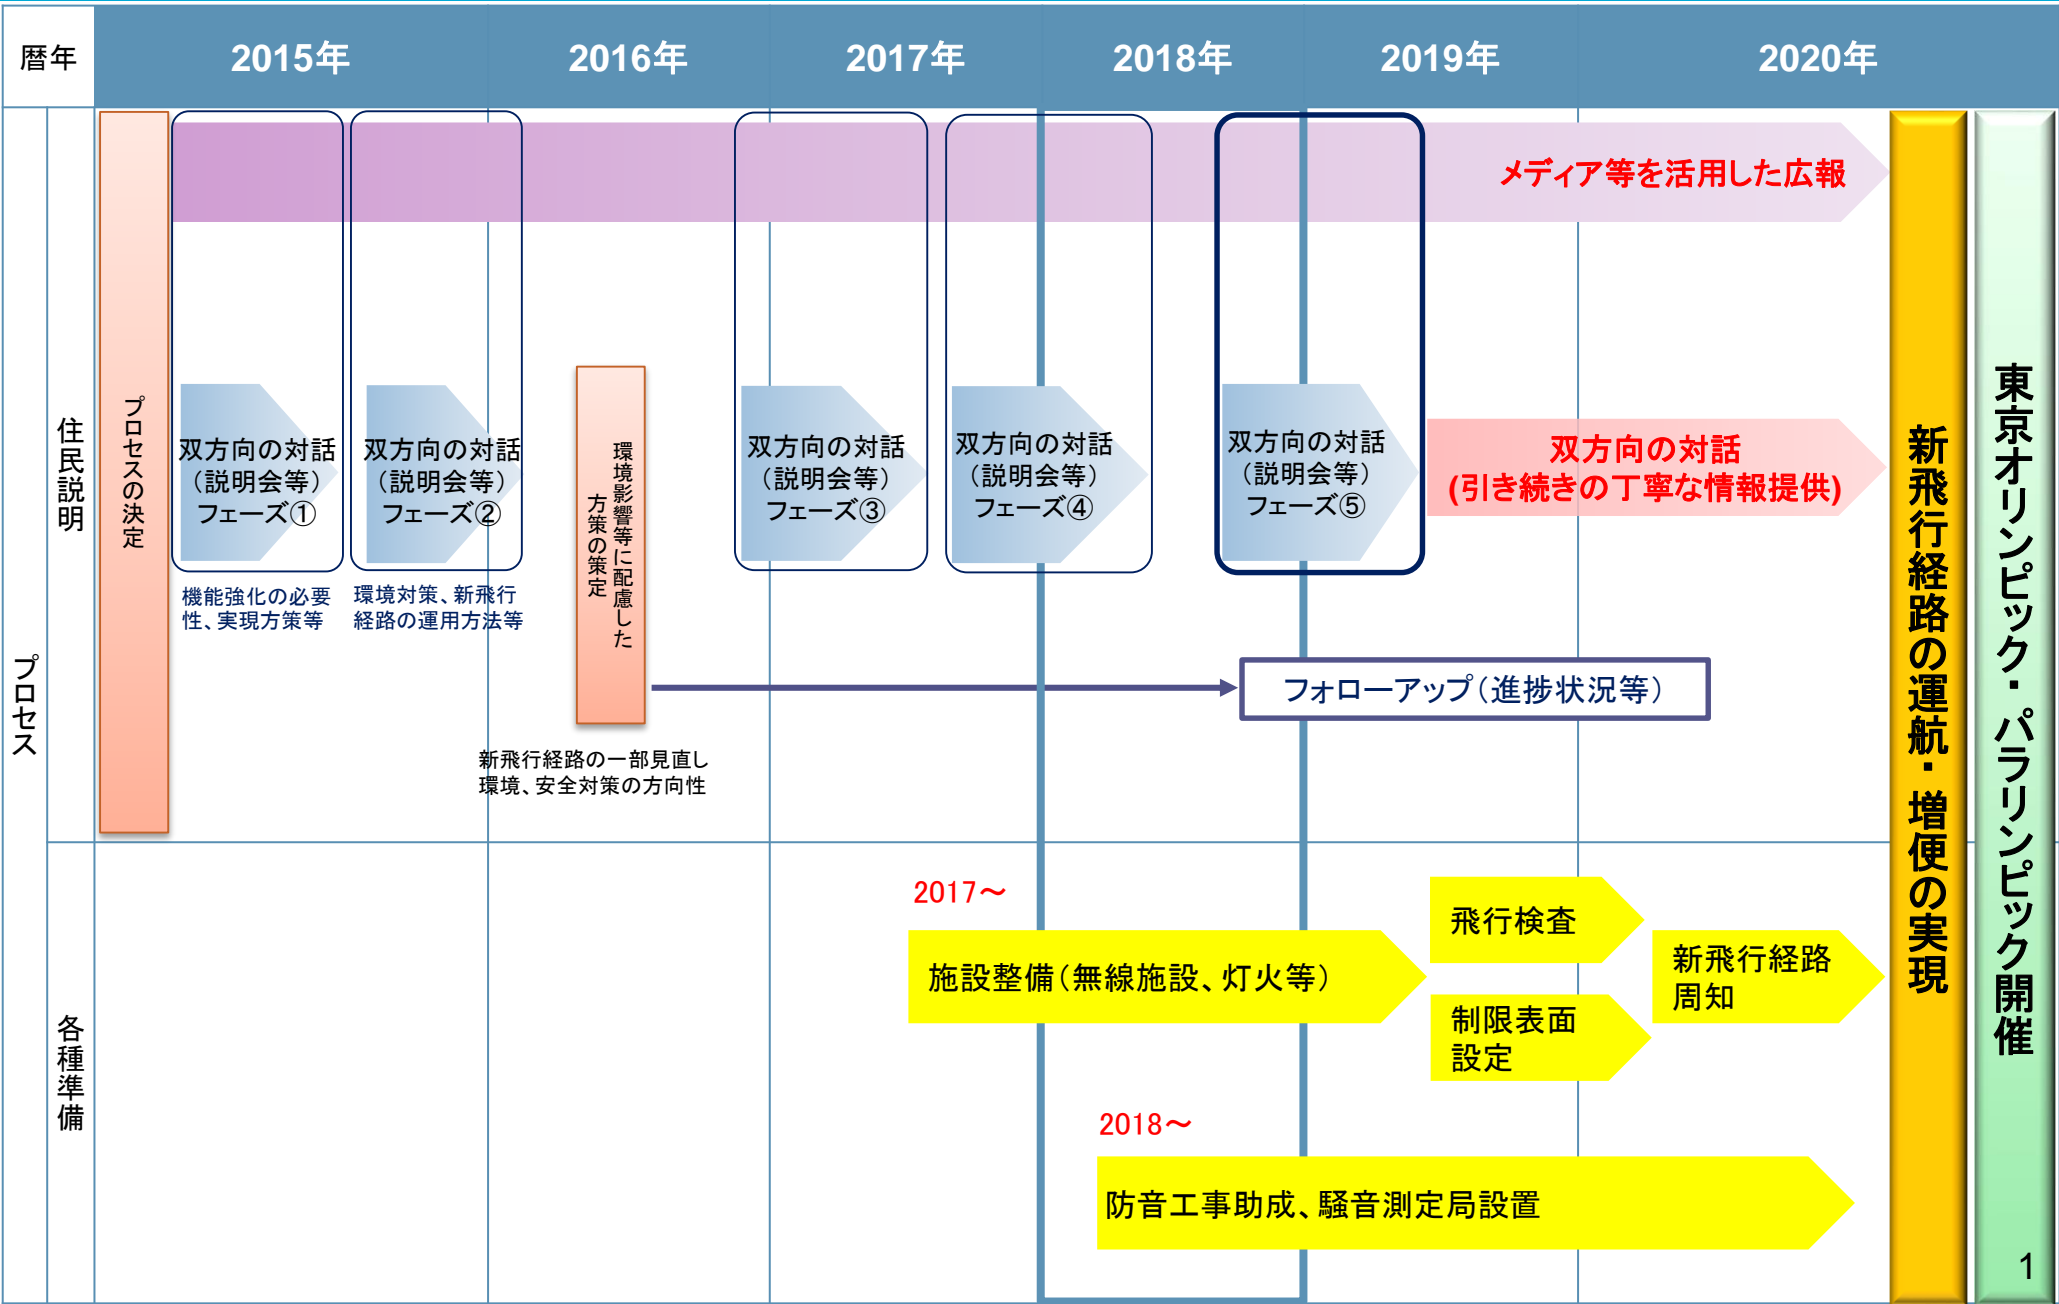 暦年
2015年
2016年
2017年
2018年
2019年
2020年
プロセス
住民説明
各種準備
プロセスの決定
メディア等を活用した広報
双方向の対話
（説明会等）
フェーズ①
機能強化の必要
性、実現方策等
双方向の対話
（説明会等）
フェーズ②
環境対策、新飛行
経路の運用方法等
環境影響等に配慮した
方策の策定
新飛行経路の一部見直し
環境、安全対策の方向性
双方向の対話
（説明会等）
フェーズ③
双方向の対話
（説明会等）
フェーズ④
双方向の対話
（説明会等）
フェーズ⑤
双方向の対話
(引き続きの丁寧な情報提供)
フォローアップ（進捗状況等）
2017～
施設整備（無線施設、灯火等）
飛行検査
制限表面
設定
新飛行経路
周知
2018～
防音工事助成、騒音測定局設置
新飛行経路の運航・増便の実現
東京オリンピック・パラリンピック開催
1